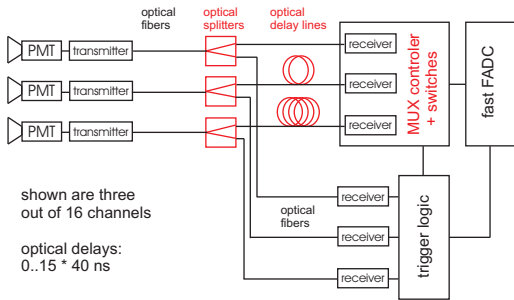 optical
fibers
optical
splitters
optical
delay lines
PMT
transmitter
receiver
PMT
transmitter
receiver
PMT
transmitter
receiver
MUX controler
+ switches
fast FADC
shown are three
out of 16 channels
optical delays:
0..15 * 40 ns
optical
fibers
receiver
receiver
receiver
trigger logic